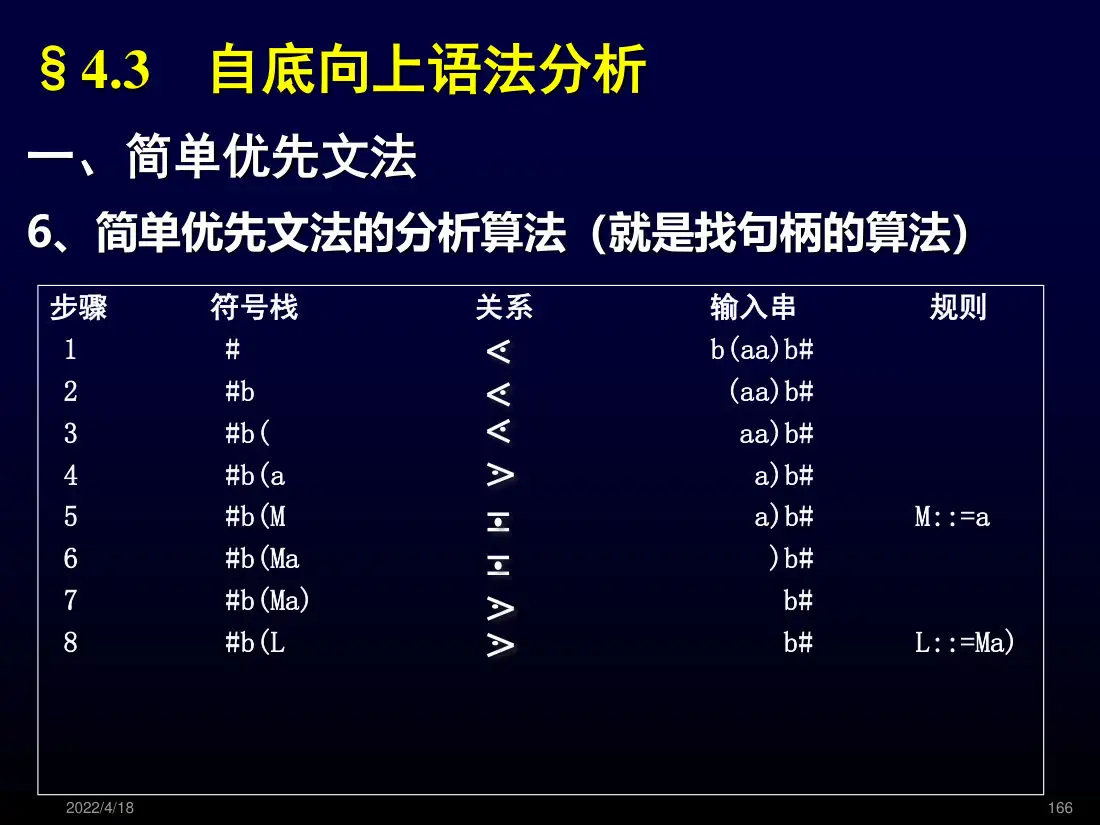 §4.3 自底向上语法分析
一、简单优先文法
6、简单优先文法的分析算法（就是找句柄的算法）
步骤 符号栈 关系 输入串 规则
1 # ⋖ b(aa)b#
2 #b ⋖ (aa)b#
3 #b( ⋖ aa)b#
4 #b(a ⋗ a)b#
5 #b(M ≐ a)b# M::=a
6 #b(Ma ≐ )b#
7 #b(Ma) ⋗ b#
8 #b(L ⋗ b# L::=Ma)
2022/4/18 166